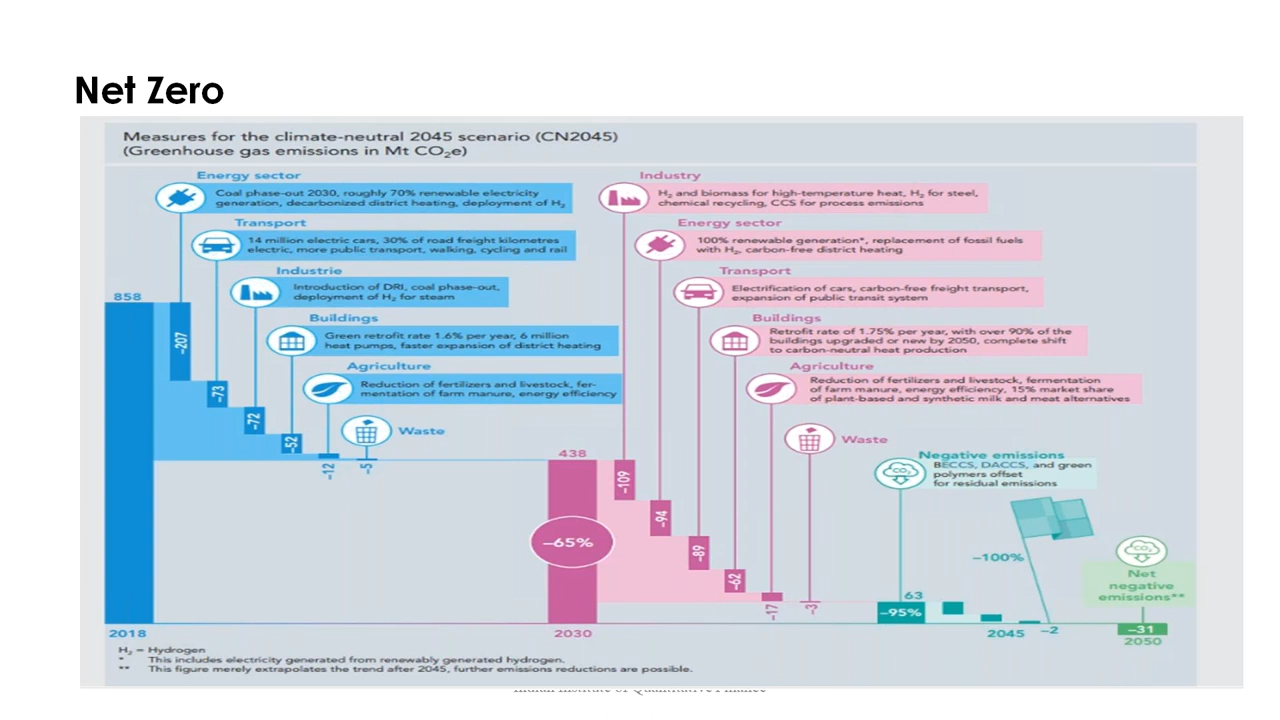 Net Zero
Measures for the climate-neutral 2045 scenario (CN2045)
(Greenhouse gas emissions in Mt CO₂e)
Energy sector
Coal phase-out 2030, roughly 70% renewable electricity
generation, decarbonized district heating, deployment of H₂
Transport
14 million electric cars, 30% of road freight kilometres
electric, more public transport, walking, cycling and rail
Industrie
Introduction of DRI, coal phase-out,
deployment of H₂ for steam
Buildings
Green retrofit rate 1.6% per year, 6 million
heat pumps, faster expansion of district heating
Agriculture
Reduction of fertilizers and livestock, fer-
mentation of farm manure, energy efficiency
Waste
858
–207
–73
–72
–52
–12
–5
Industry
H₂ and biomass for high-temperature heat, H₂ for steel,
chemical recycling, CCS for process emissions
Energy sector
100% renewable generation*, replacement of fossil fuels
with H₂, carbon-free district heating
Transport
Electrification of cars, carbon-free freight transport,
expansion of public transit system
Buildings
Retrofit rate of 1.75% per year, with over 90% of the
buildings upgraded or new by 2050, complete shift
to carbon-neutral heat production
Agriculture
Reduction of fertilizers and livestock, fermentation
of farm manure, energy efficiency, 15% market share
of plant-based and synthetic milk and meat alternatives
Waste
438
–65%
–109
–94
–89
–62
–17
–3
Negative emissions
CO₂
BECCS, DACCS, and green
polymers offset
for residual emissions
63
–95%
–100%
–2
CO₂
Net
negative
emissions**
–31
2018
2030
2045
2050
H₂ = Hydrogen
* This includes electricity generated from renewably generated hydrogen.
** This figure merely extrapolates the trend after 2045, further emissions reductions are possible.
Indian Institute of Quantitative Finance